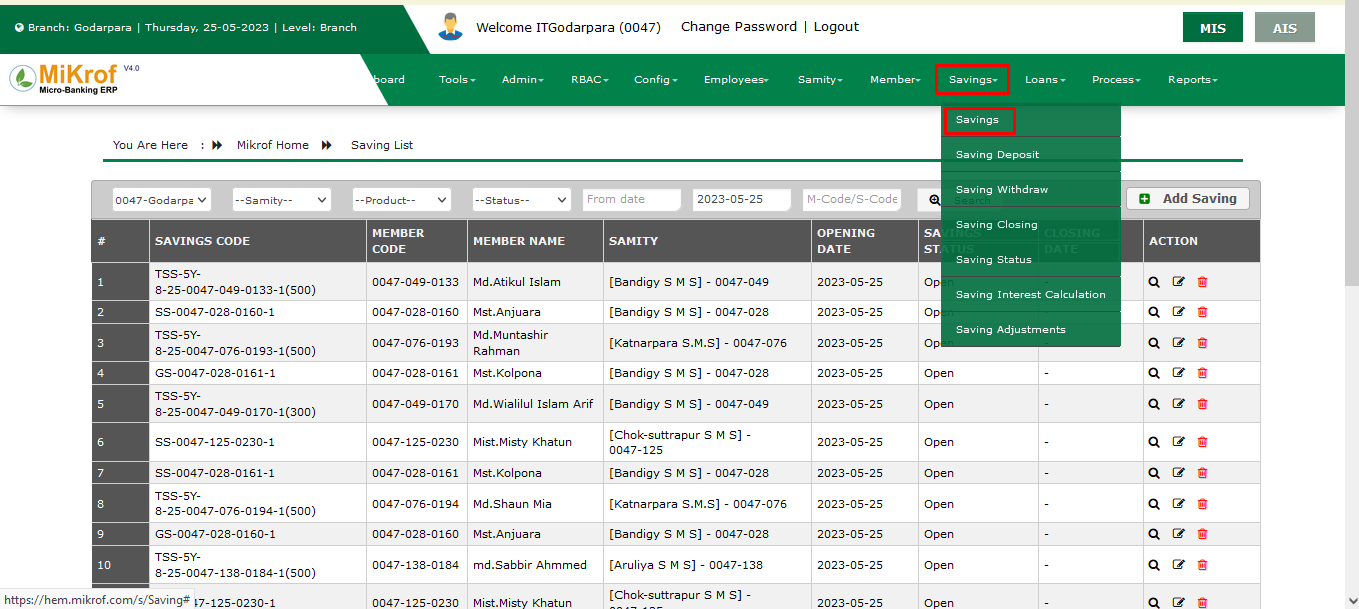 Branch: Godarpara | Thursday, 25-05-2023 | Level: Branch
Welcome ITGodarpara (0047) Change Password | Logout
MIS AIS
MiKrof V4.0
Micro-Banking ERP
board Tools Admin RBAC Config Employees Samity Member Savings Loans Process Reports
Savings
Saving Deposit
Saving Withdraw
Saving Closing
Saving Status
Saving Interest Calculation
Saving Adjustments
You Are Here : Mikrof Home Saving List
0047-Godarpa --Samity-- --Product-- --Status-- From date 2023-05-25 M-Code/S-Code Search Add Saving
# SAVINGS CODE MEMBER CODE MEMBER NAME SAMITY OPENING DATE SAVINGS STATUS CLOSING DATE ACTION
1 TSS-5Y-
8-25-0047-049-0133-1(500) 0047-049-0133 Md.Atikul Islam [Bandigy S M S] - 0047-049 2023-05-25 Open
2 SS-0047-028-0160-1 0047-028-0160 Mst.Anjuara [Bandigy S M S] - 0047-028 2023-05-25 Open
3 TSS-5Y-
8-25-0047-076-0193-1(500) 0047-076-0193 Md.Muntashir Rahman [Katnarpara S.M.S] - 0047-076 2023-05-25 Open
4 GS-0047-028-0161-1 0047-028-0161 Mst.Kolpona [Bandigy S M S] - 0047-028 2023-05-25 Open -
5 TSS-5Y-
8-25-0047-049-0170-1(300) 0047-049-0170 Md.Wialilul Islam Arif [Bandigy S M S] - 0047-049 2023-05-25 Open -
6 SS-0047-125-0230-1 0047-125-0230 Mist.Misty Khatun [Chok-suttrapur S M S] -
0047-125 2023-05-25 Open -
7 SS-0047-028-0161-1 0047-028-0161 Mst.Kolpona [Bandigy S M S] - 0047-028 2023-05-25 Open -
8 TSS-5Y-
8-25-0047-076-0194-1(500) 0047-076-0194 Md.Shaun Mia [Katnarpara S.M.S] - 0047-076 2023-05-25 Open -
9 GS-0047-028-0160-1 0047-028-0160 Mst.Anjuara [Bandigy S M S] - 0047-028 2023-05-25 Open -
10 TSS-5Y-
8-25-0047-138-0184-1(500) 0047-138-0184 md.Sabbir Ahmmed [Aruliya S M S] - 0047-138 2023-05-25 Open -
7-125-0230-1 0047-125-0230 Mist.Misty Khatun [Chok-suttrapur S M S] - 2023-05-25 Open -
https://hem.mikrof.com/s/Saving#